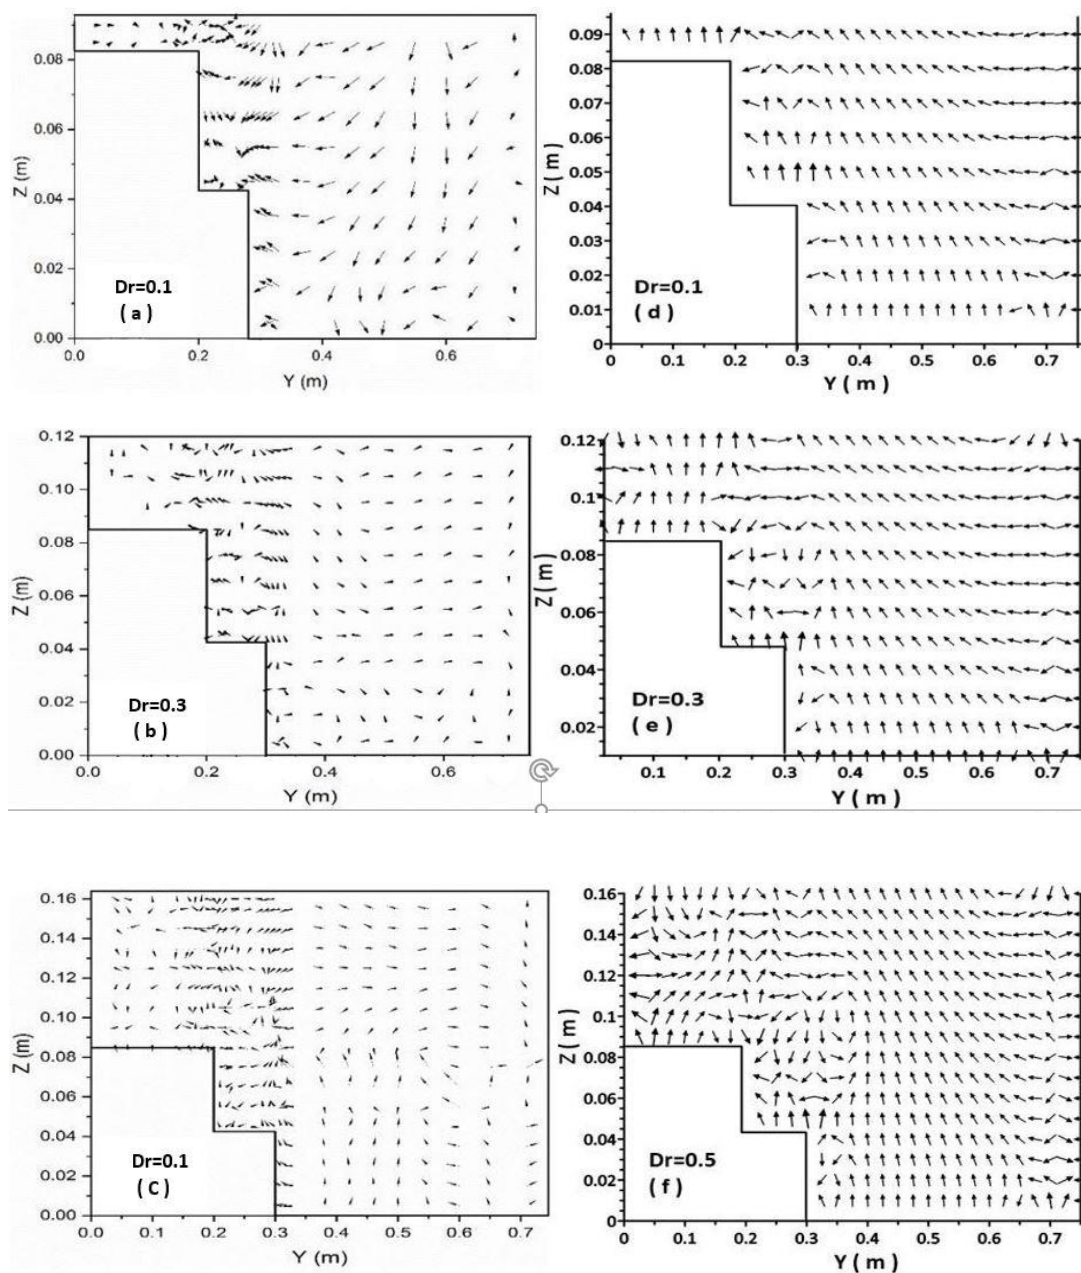 0.08
0.06
0.04
0.02
0.00
Z (m)
Dr=0.1
( a )
0.0 0.2 0.4 0.6
Y (m)
0.09
0.08
0.07
0.06
0.05
0.04
0.03
0.02
0.01
0
Z ( m )
Dr=0.1
( d )
0 0.1 0.2 0.3 0.4 0.5 0.6 0.7
Y ( m )
0.12
0.10
0.08
0.06
0.04
0.02
0.00
Z (m)
Dr=0.3
( b )
0.0 0.2 0.4 0.6
Y (m)
0.12
0.1
0.08
0.06
0.04
0.02
Z ( m )
Dr=0.3
( e )
0.1 0.2 0.3 0.4 0.5 0.6 0.7
Y ( m )
0.16
0.14
0.12
0.10
0.08
0.06
0.04
0.02
0.00
Z (m)
Dr=0.1
( C )
0.0 0.1 0.2 0.3 0.4 0.5 0.6 0.7
Y (m)
0.16
0.14
0.12
0.1
0.08
0.06
0.04
0.02
0
Z ( m )
Dr=0.5
( f )
0 0.1 0.2 0.3 0.4 0.5 0.6 0.7
Y ( m )